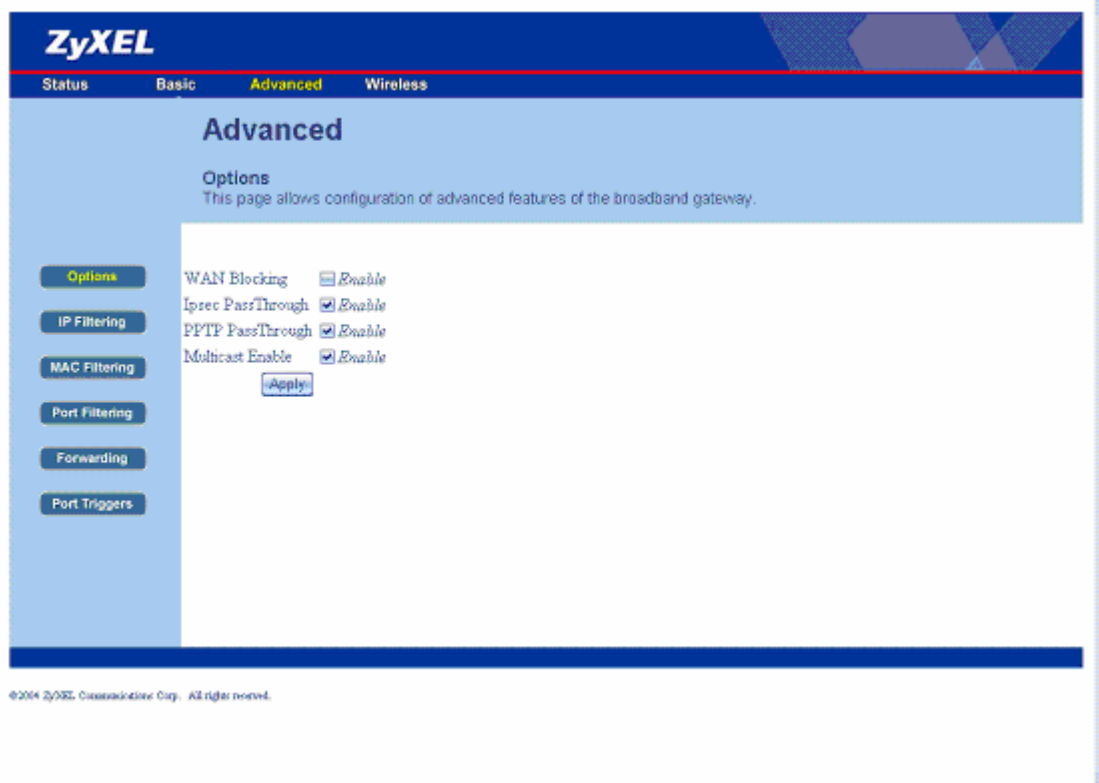 ZyXEL
Status Basic Advanced Wireless
Advanced
Options
This page allows configuration of advanced features of the broadband gateway.
Options
IP Filtering
MAC Filtering
Port Filtering
Forwarding
Port Triggers
WAN Blocking Enable
Ipsec PassThrough Enable
PPTP PassThrough Enable
Multicast Enable Enable
Apply
©2004 ZyXEL Communications Corp. All rights reserved.